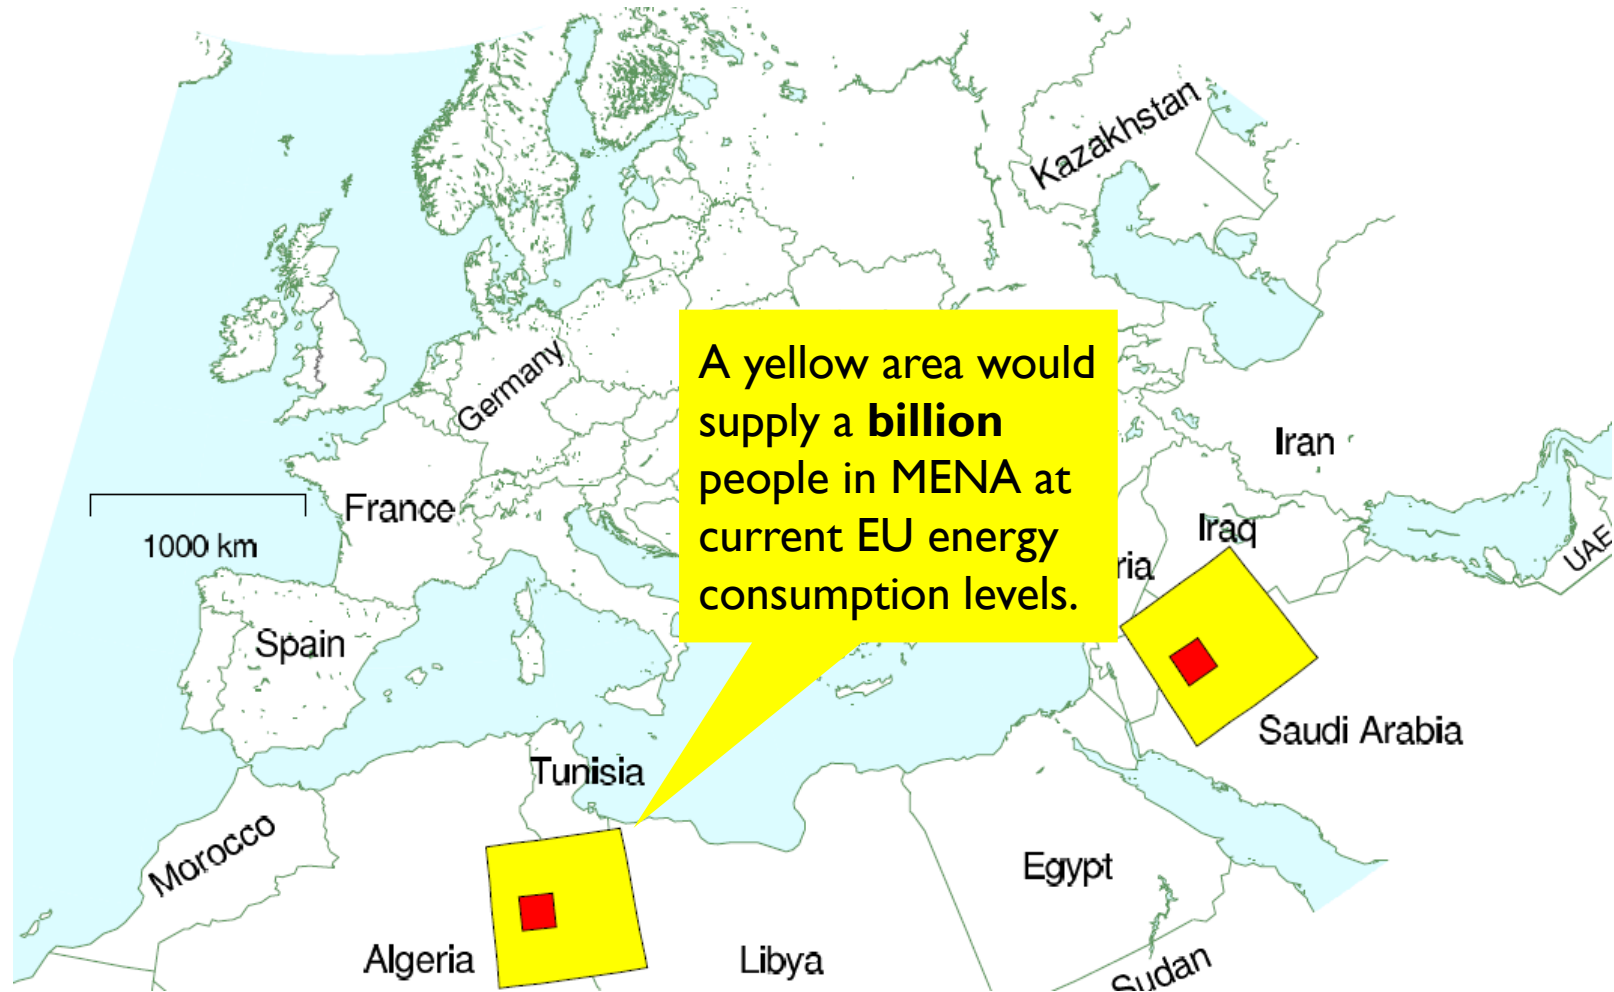 Kazakhstan
Germany
A yellow area would
supply a billion
people in MENA at
current EU energy
consumption levels.
Iran
France
1000 km
Iraq
UAE
ria
Spain
Saudi Arabia
Tunisia
Morocco
Egypt
Algeria
Libya
Sudan